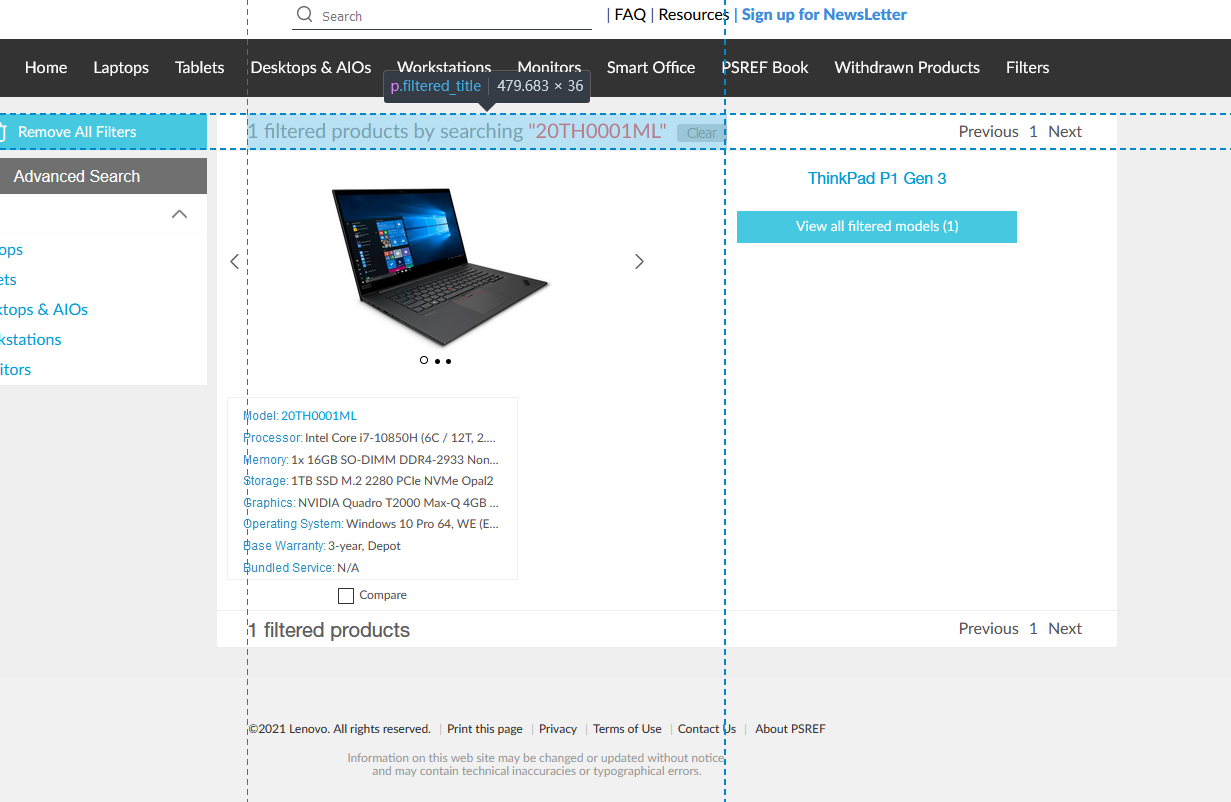 Search | FAQ | Resources | Sign up for NewsLetter
Home Laptops Tablets Desktops & AIOs Workstations Monitors Smart Office PSREF Book Withdrawn Products Filters
p.filtered_title 479.683 × 36
Remove All Filters
1 filtered products by searching "20TH0001ML" Clear
Previous 1 Next
Advanced Search
ops
ets
ktops & AIOs
kstations
itors
ThinkPad P1 Gen 3
View all filtered models (1)
Model: 20TH0001ML
Processor: Intel Core i7-10850H (6C / 12T, 2....
Memory: 1x 16GB SO-DIMM DDR4-2933 Non...
Storage: 1TB SSD M.2 2280 PCIe NVMe Opal2
Graphics: NVIDIA Quadro T2000 Max-Q 4GB ...
Operating System: Windows 10 Pro 64, WE (E...
Base Warranty: 3-year, Depot
Bundled Service: N/A
Compare
1 filtered products
Previous 1 Next
©2021 Lenovo. All rights reserved. | Print this page | Privacy | Terms of Use | Contact Us | About PSREF
Information on this web site may be changed or updated without notice
and may contain technical inaccuracies or typographical errors.